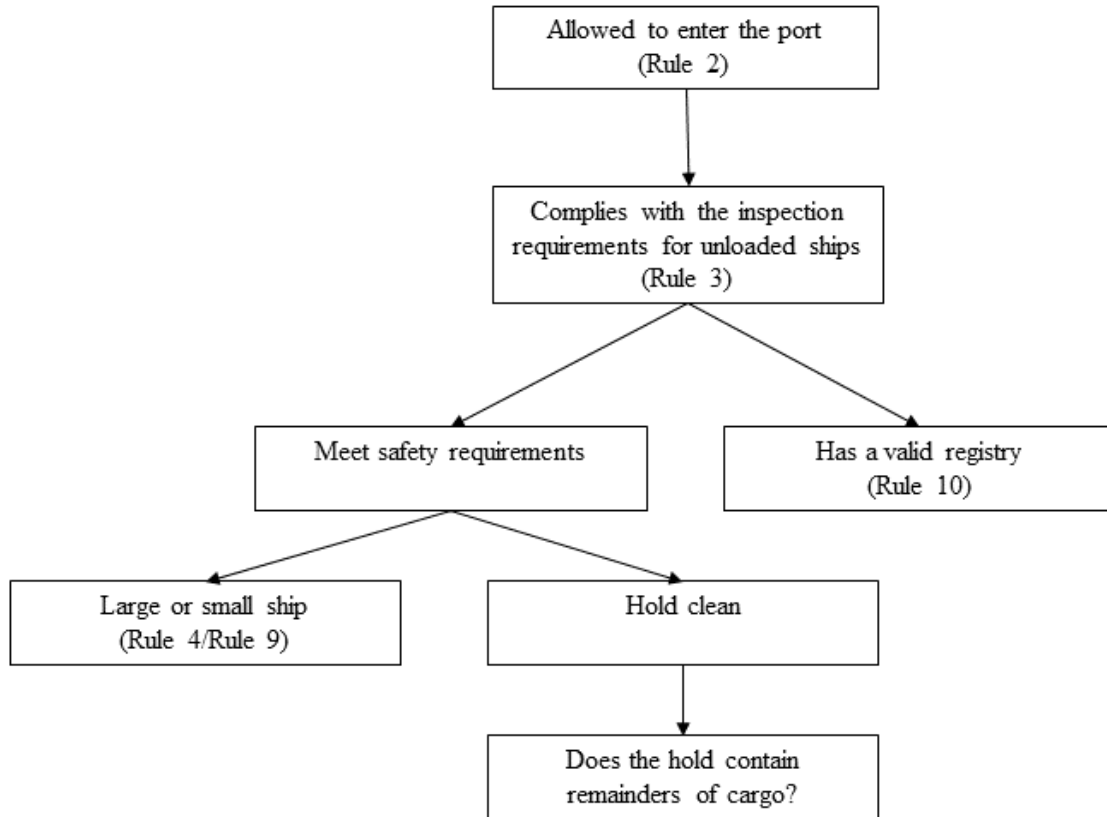 Allowed to enter the port
(Rule 2)
Complies with the inspection
requirements for unloaded ships
(Rule 3)
Meet safety requirements
Has a valid registry
(Rule 10)
Large or small ship
(Rule 4/Rule 9)
Hold clean
Does the hold contain
remainders of cargo?